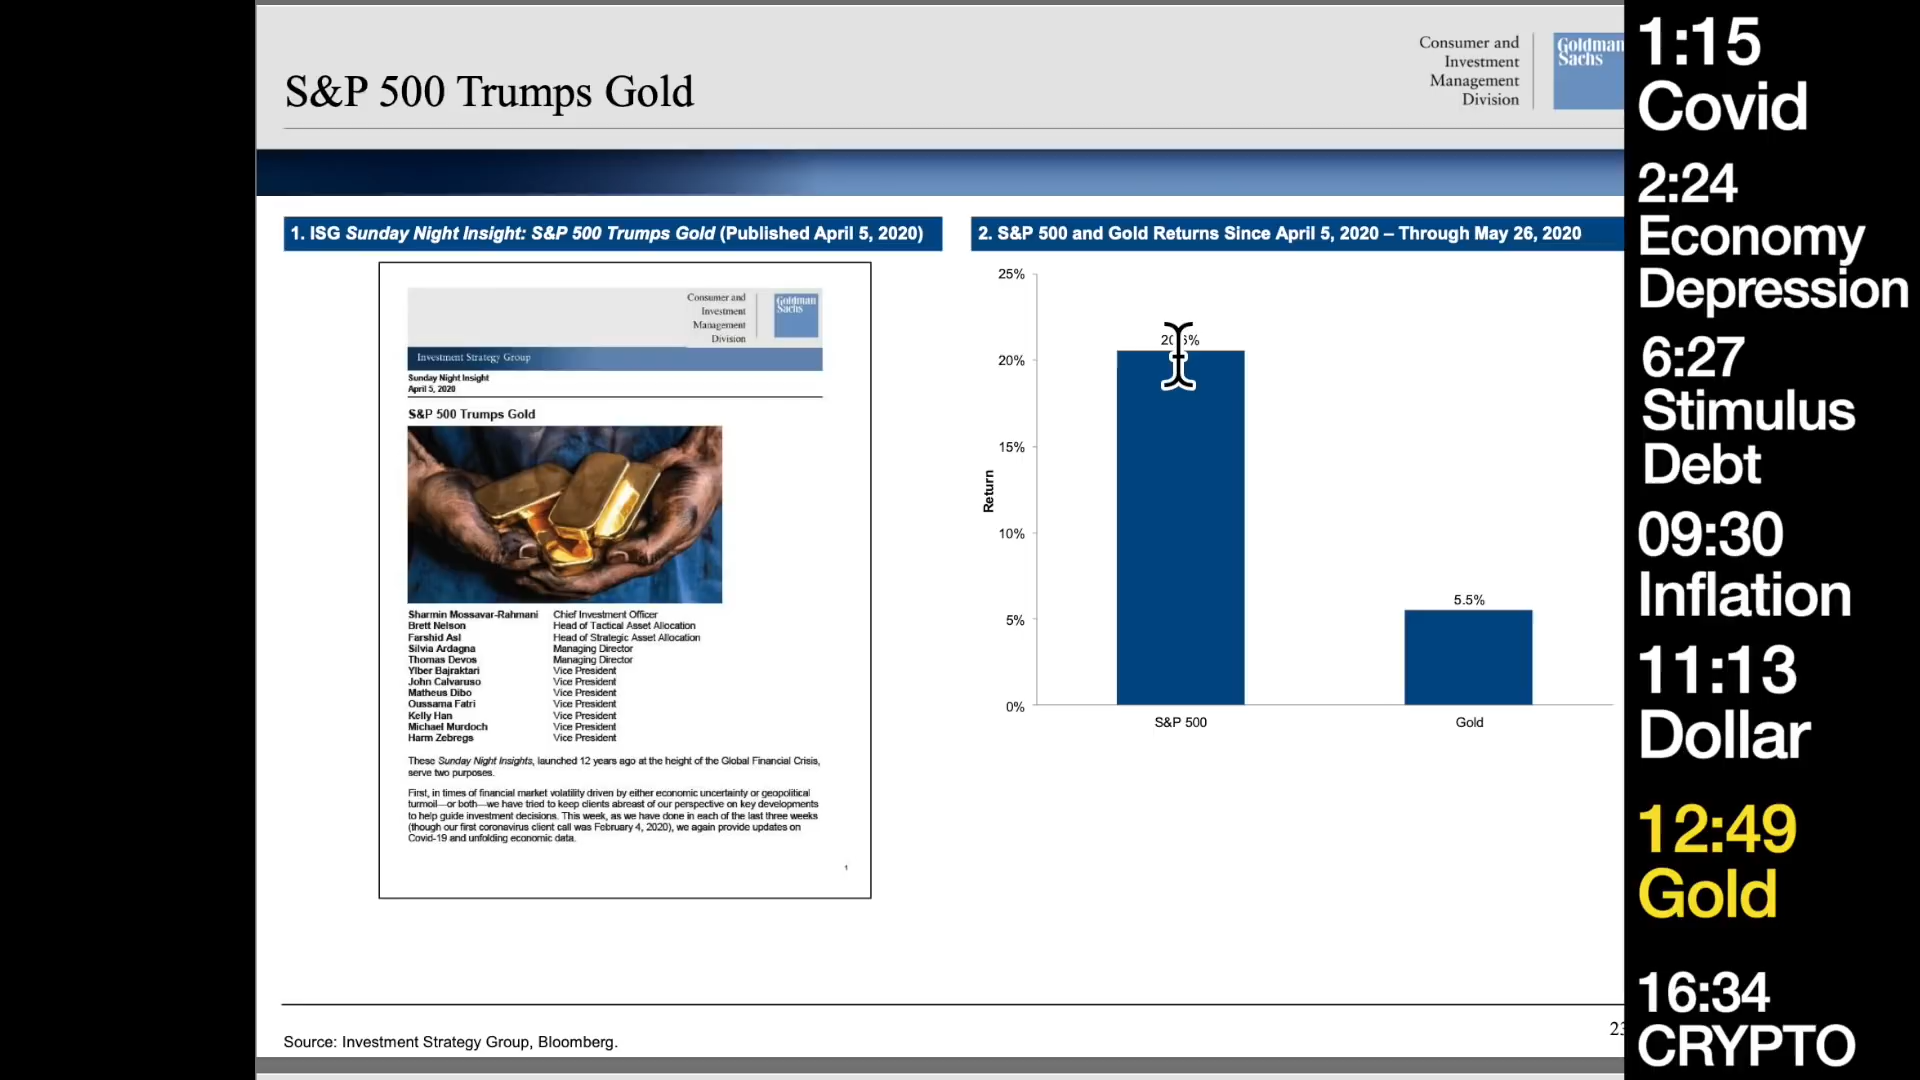 S&P 500 Trumps Gold
Consumer and
Investment
Management
Division
Goldman
Sachs
1. ISG Sunday Night Insight: S&P 500 Trumps Gold (Published April 5, 2020)
Consumer and
Investment
Management
Division
Goldman
Sachs
Investment Strategy Group
Sunday Night Insight
April 5, 2020
S&P 500 Trumps Gold
Sharmin Mossavar-Rahmani Chief Investment Officer
Brett Nelson Head of Tactical Asset Allocation
Farshid Asl Head of Strategic Asset Allocation
Silvia Ardagna Managing Director
Thomas Devos Managing Director
Ylber Bajraktari Vice President
John Calvaruso Vice President
Matheus Dibo Vice President
Oussama Fatri Vice President
Kelly Han Vice President
Michael Murdoch Vice President
Harm Zebregs Vice President
These Sunday Night Insights, launched 12 years ago at the height of the Global Financial Crisis,
serve two purposes.
First, in times of financial market volatility driven by either economic uncertainty or geopolitical
turmoil—or both—we have tried to keep clients abreast of our perspective on key developments
to help guide investment decisions. This week, as we have done in each of the last three weeks
(though our first coronavirus client call was February 4, 2020), we again provide updates on
Covid-19 and unfolding economic data.
1
2. S&P 500 and Gold Returns Since April 5, 2020 – Through May 26, 2020
25%
20%
15%
10%
5%
0%
Return
5.5%
S&P 500
Gold
Source: Investment Strategy Group, Bloomberg.
1:15
Covid
2:24
Economy
Depression
6:27
Stimulus
Debt
09:30
Inflation
11:13
Dollar
12:49
Gold
16:34
CRYPTO